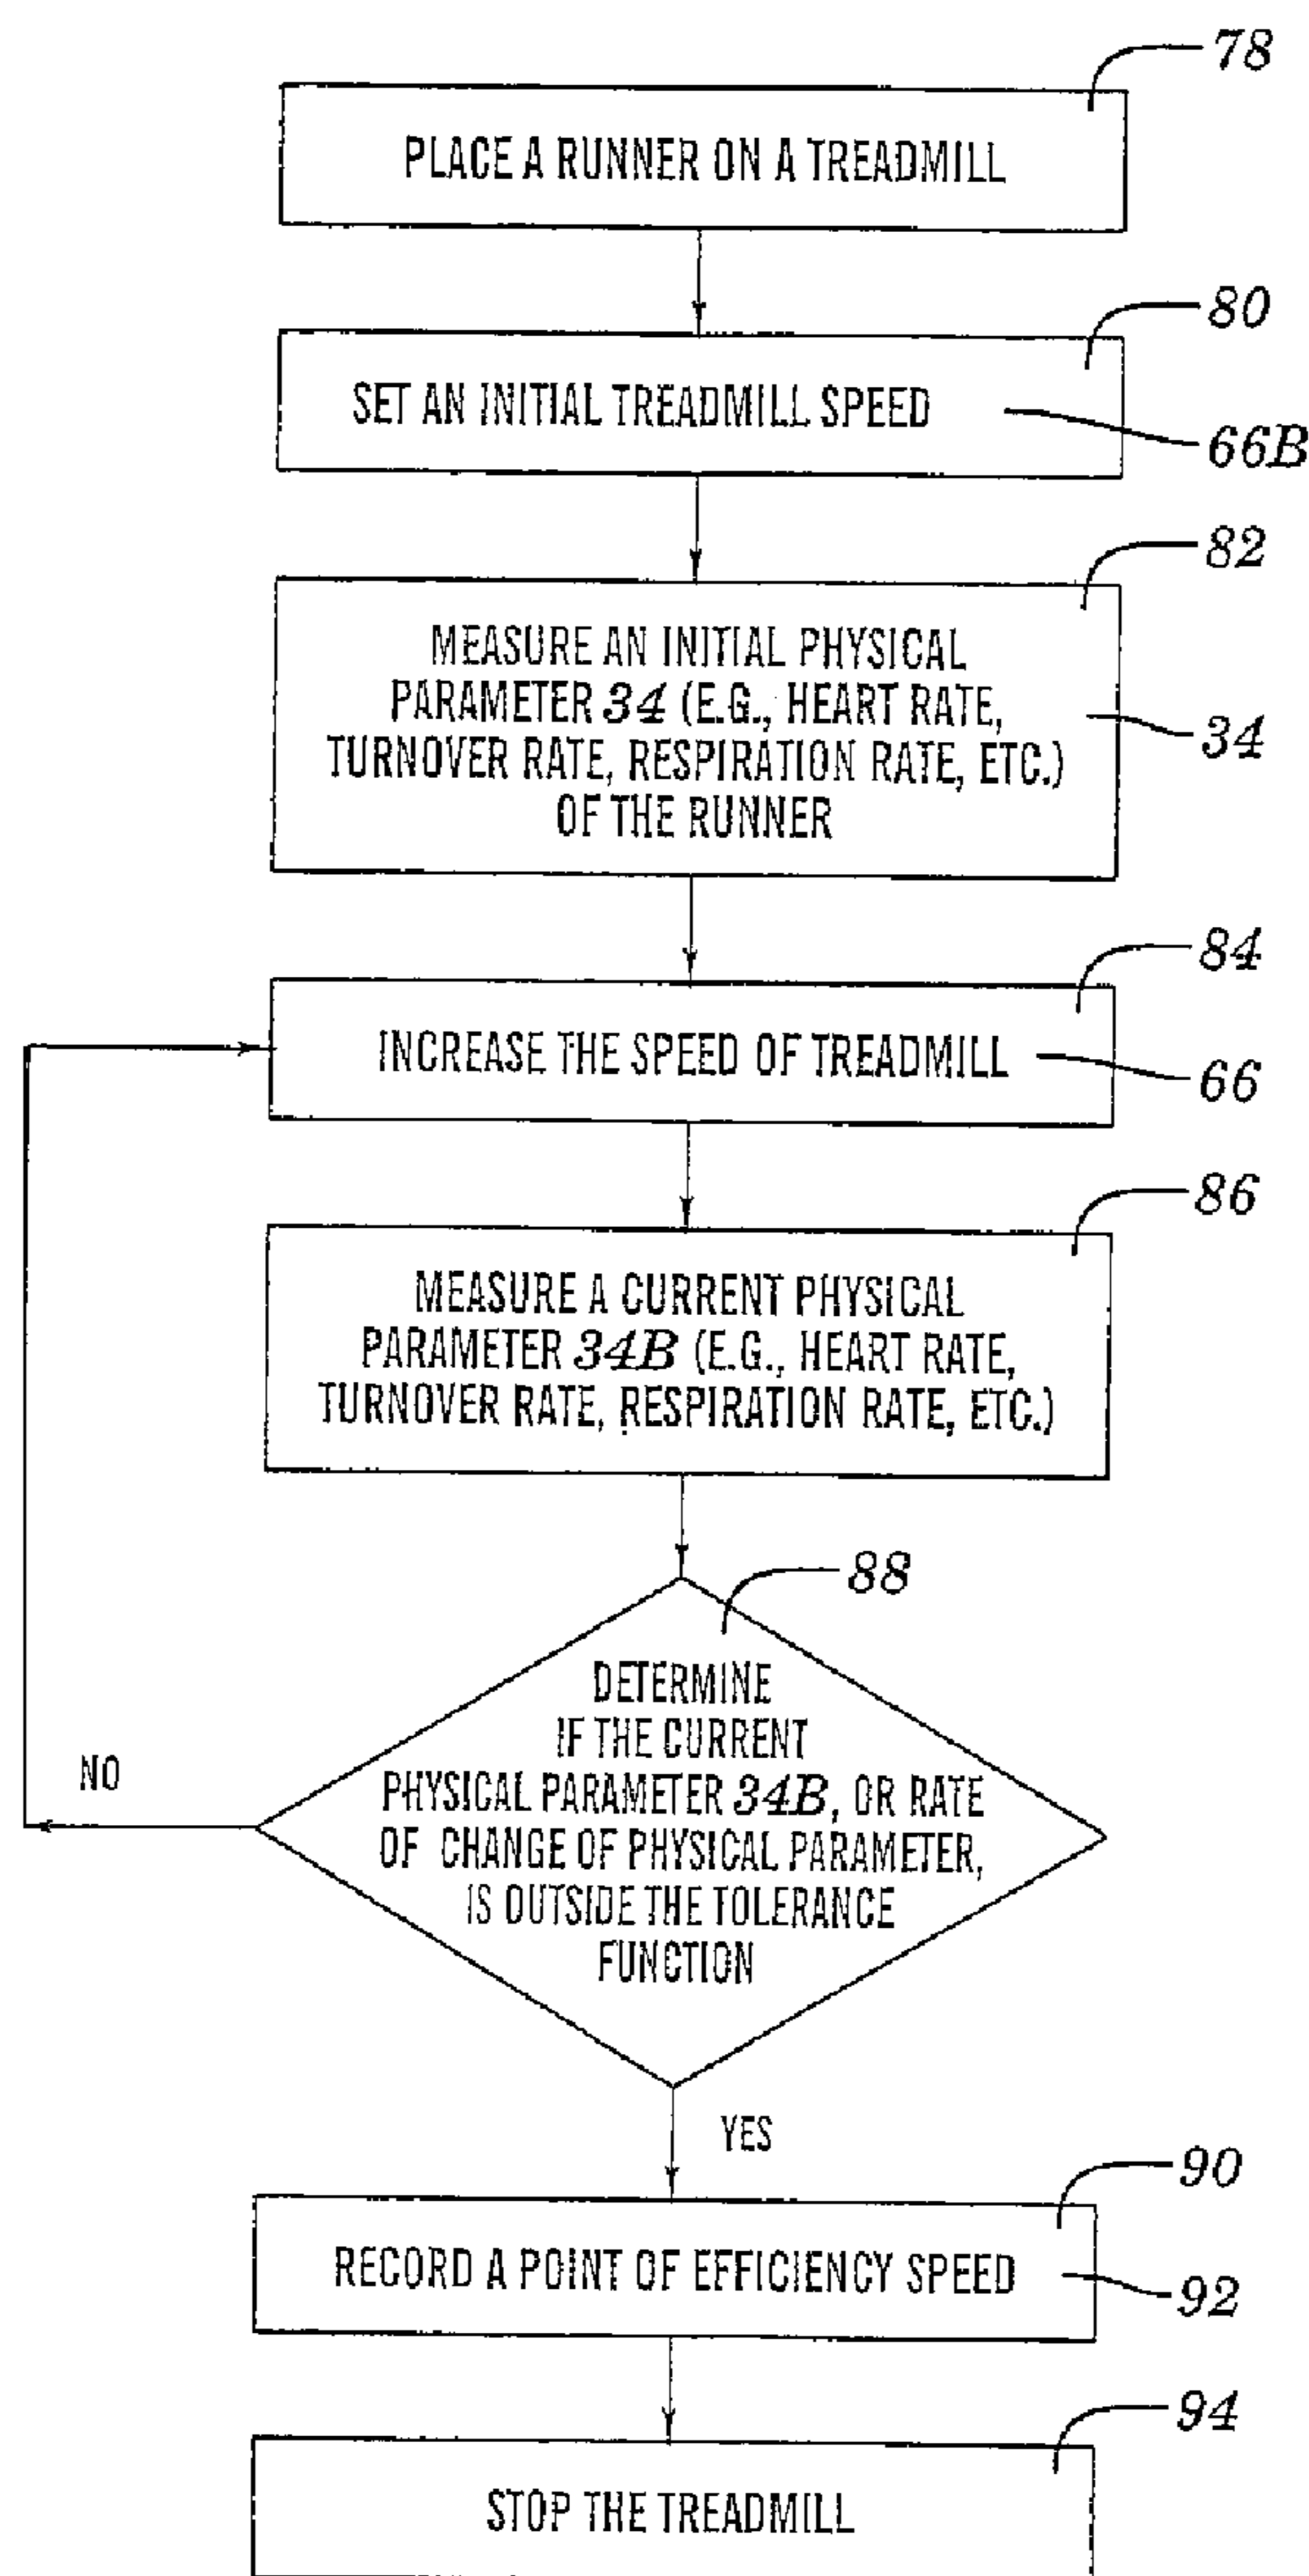 78
PLACE A RUNNER ON A TREADMILL
80
SET AN INITIAL TREADMILL SPEED
66B
82
MEASURE AN INITIAL PHYSICAL
PARAMETER 34 (E.G., HEART RATE,
TURNOVER RATE, RESPIRATION RATE, ETC.)
OF THE RUNNER
34
84
INCREASE THE SPEED OF TREADMILL
66
86
MEASURE A CURRENT PHYSICAL
PARAMETER 34B (E.G., HEART RATE,
TURNOVER RATE, RESPIRATION RATE, ETC.)
88
DETERMINE
IF THE CURRENT
PHYSICAL PARAMETER 34B, OR RATE
OF CHANGE OF PHYSICAL PARAMETER,
IS OUTSIDE THE TOLERANCE
FUNCTION
NO
YES
90
RECORD A POINT OF EFFICIENCY SPEED
92
94
STOP THE TREADMILL